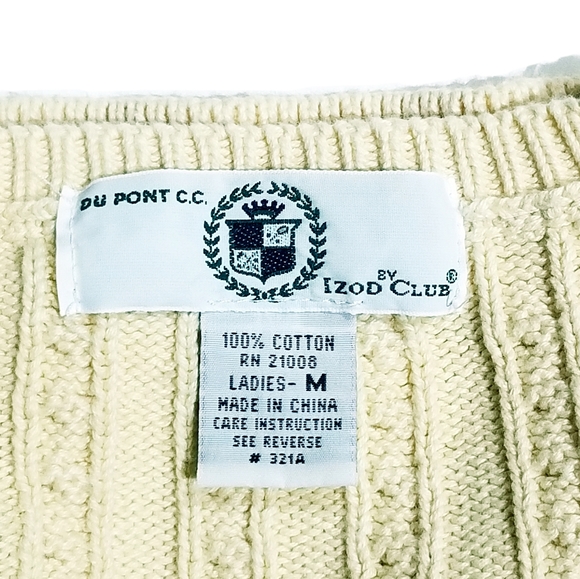 DU PONT C.C.
BY
IZOD CLUB®
100% COTTON
RN 21008
LADIES- M
MADE IN CHINA
CARE INSTRUCTION
SEE REVERSE
# 321A